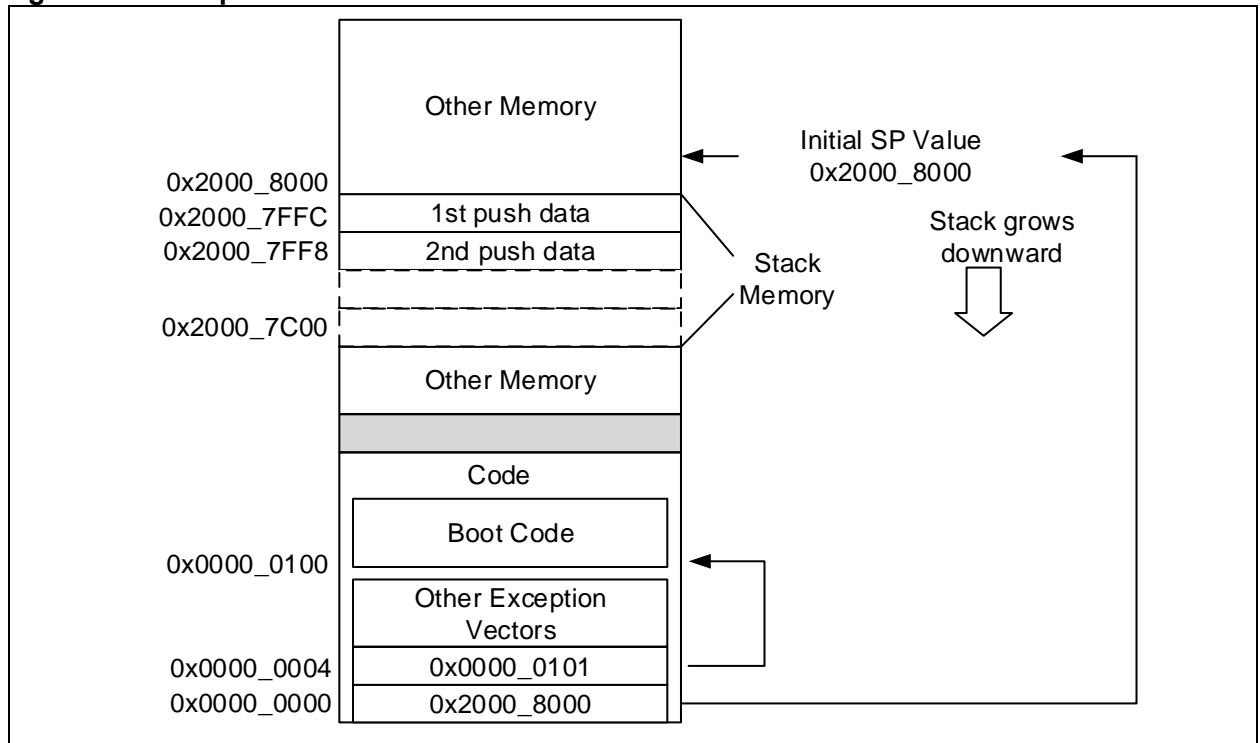 Other Memory
Initial SP Value
0x2000_8000
0x2000_8000
0x2000_7FFC
1st push data
Stack grows
downward
0x2000_7FF8
2nd push data
Stack
Memory
0x2000_7C00
Other Memory
Code
Boot Code
0x0000_0100
Other Exception
Vectors
0x0000_0004
0x0000_0101
0x0000_0000
0x2000_8000